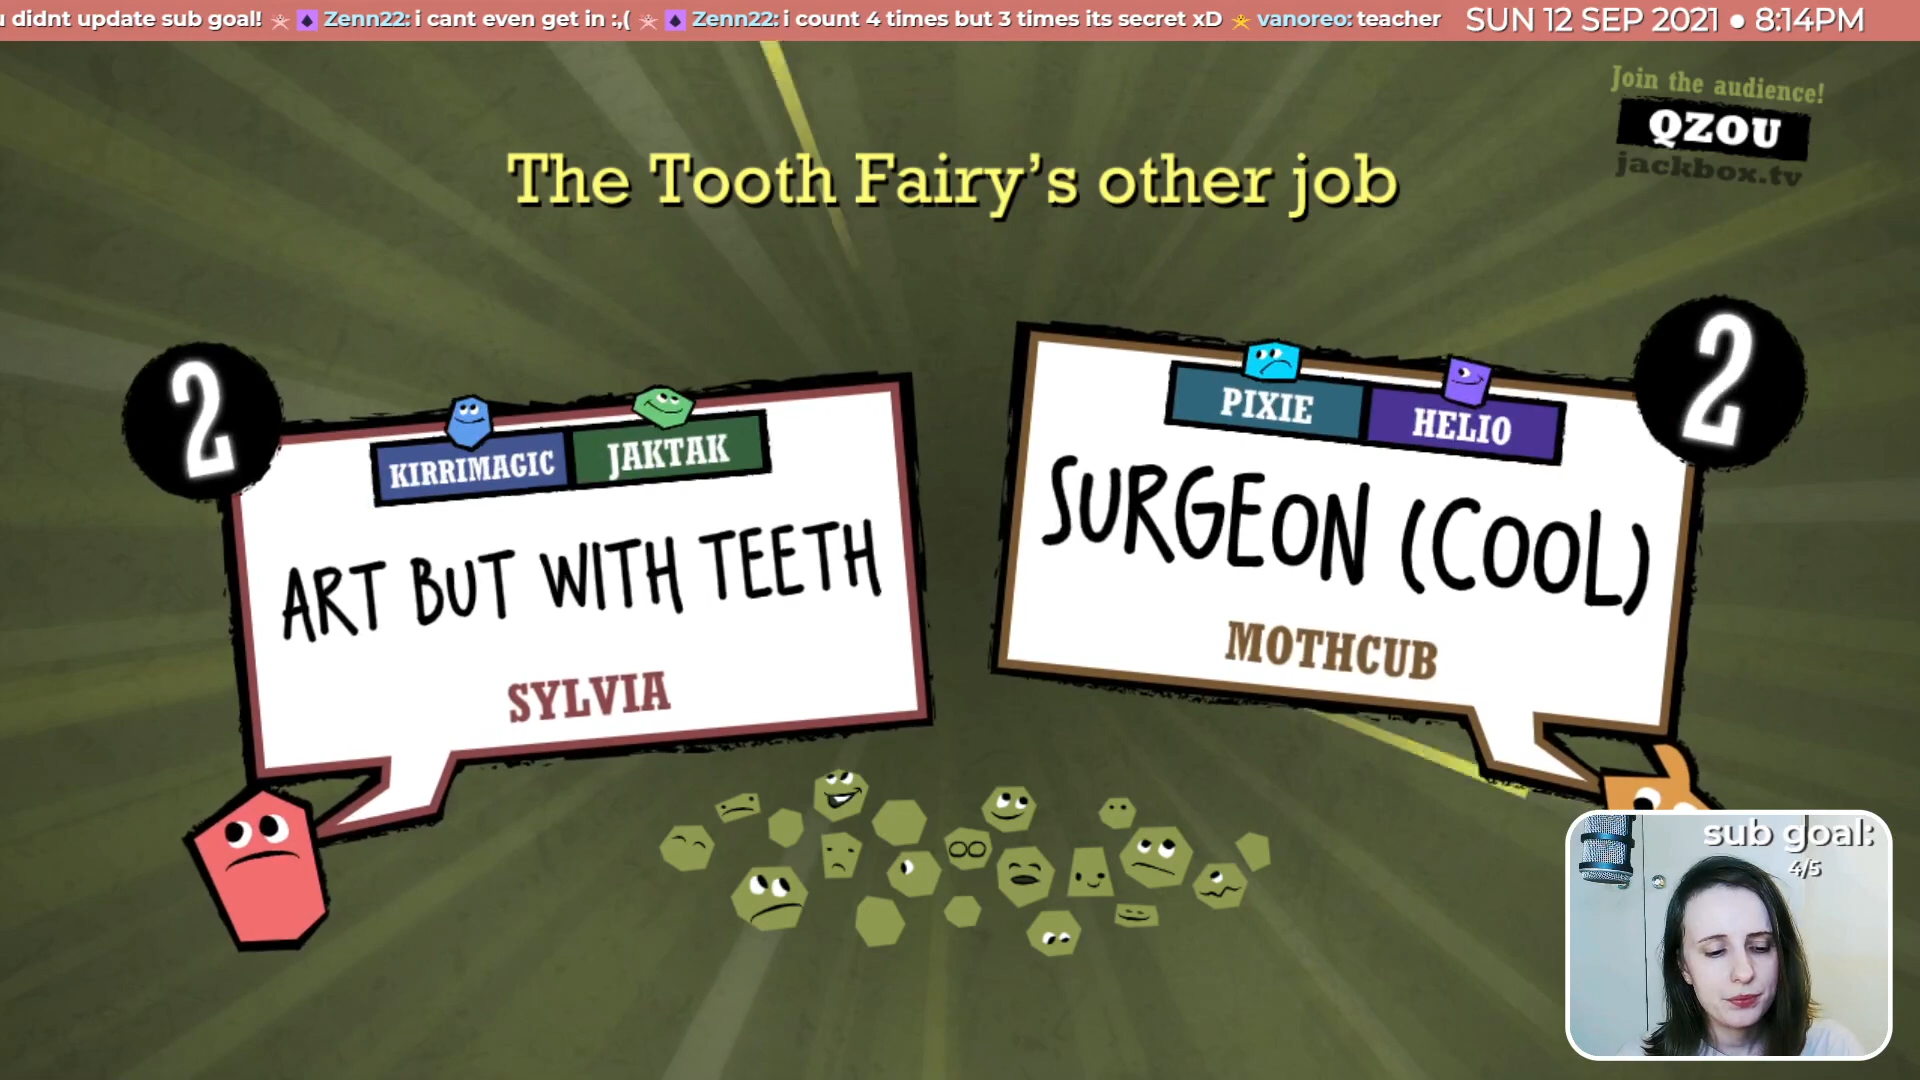 u didnt update sub goal! Zenn22: i cant even get in :,( Zenn22: i count 4 times but 3 times its secret xD vanoreo: teacher
SUN 12 SEP 2021 ● 8:14PM
Join the audience!
QZOU
jackbox.tv
The Tooth Fairy's other job
2
KIRRIMAGIC
JAKTAK
ART BUT WITH TEETH
SYLVIA
2
PIXIE
HELIO
SURGEON (COOL)
MOTHCUB
sub goal:
4/5